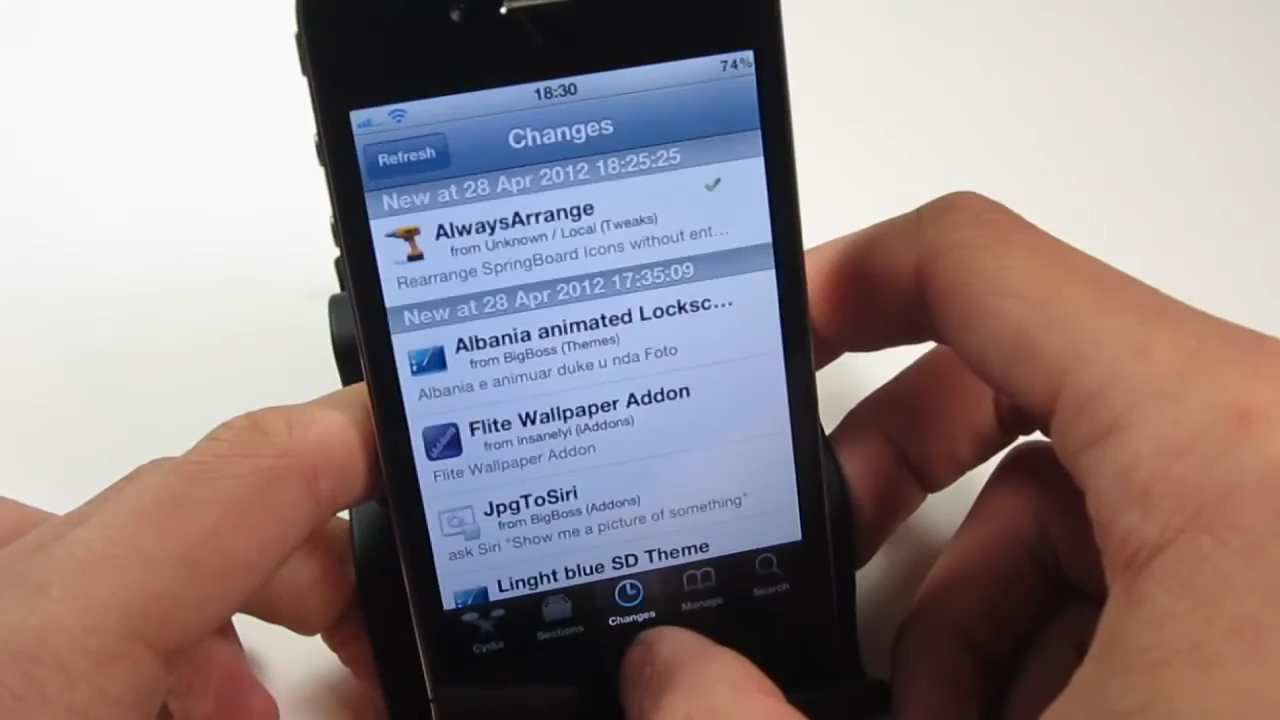 18:30
74%
Refresh
Changes
New at 28 Apr 2012 18:25:25
AlwaysArrange
from Unknown / Local (Tweaks)
Rearrange SpringBoard Icons without ent...
New at 28 Apr 2012 17:35:09
Albania animated Locksc...
from BigBoss (Themes)
Albania e animuar duke u nda Foto
Flite Wallpaper Addon
from insanelyi (iAddons)
Flite Wallpaper Addon
JpgToSiri
from BigBoss (Addons)
ask Siri "Show me a picture of something"
Linght blue SD Theme
Cydia
Sections
Changes
Manage
Search